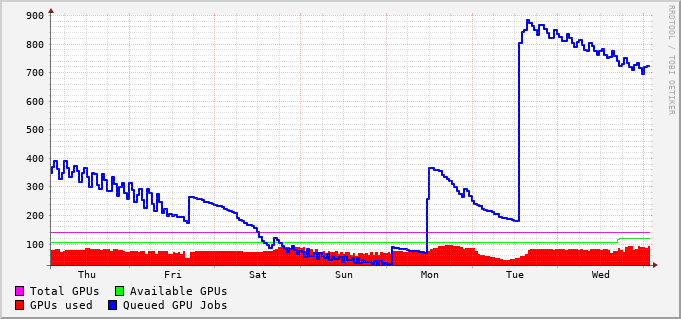 900
800
700
600
500
400
300
200
100
Thu Fri Sat Sun Mon Tue Wed
Total GPUs Available GPUs
GPUs used Queued GPU Jobs
RRDTOOL / TOBI OETIKER